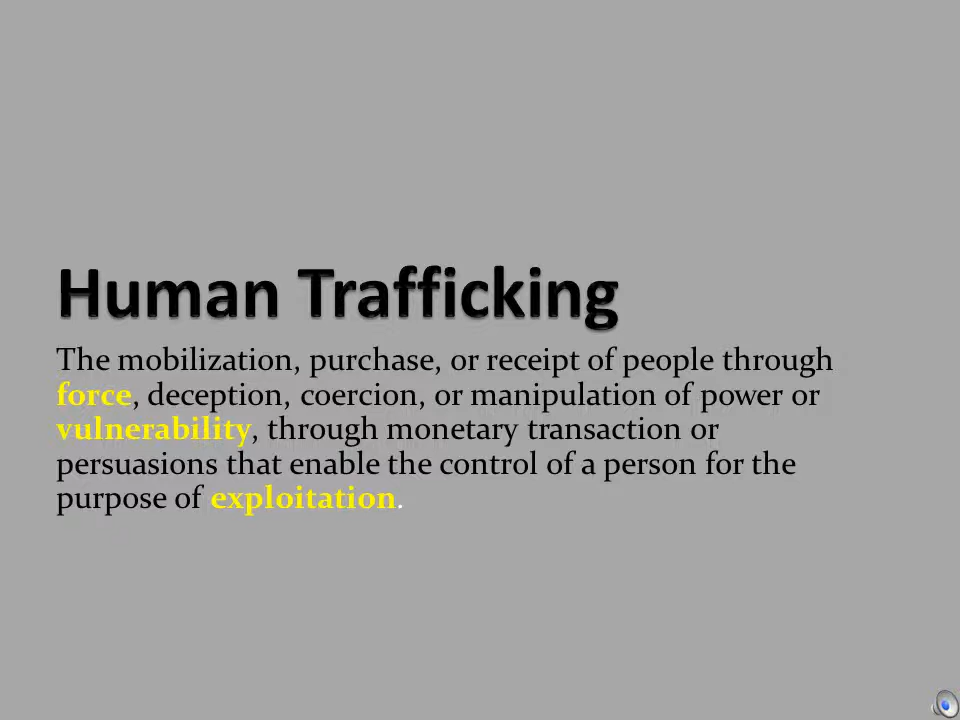 Human Trafficking
The mobilization, purchase, or receipt of people through
force, deception, coercion, or manipulation of power or
vulnerability, through monetary transaction or
persuasions that enable the control of a person for the
purpose of exploitation.